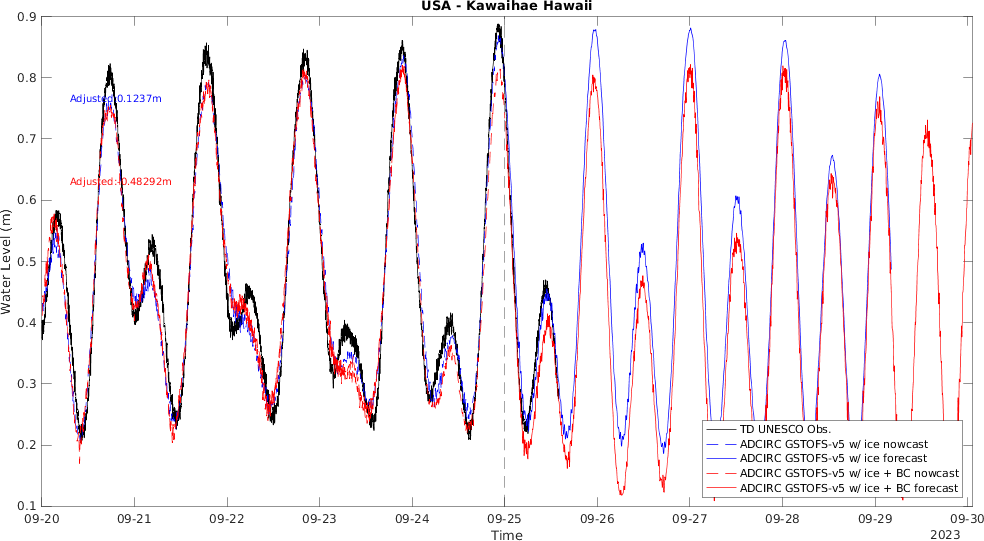 USA - Kawaihae Hawaii
0.9
0.8
0.7
0.6
0.5
0.4
0.3
0.2
0.1
Water Level (m)
Adjusted:0.1237m
Adjusted:-0.48292m
TD UNESCO Obs.
ADCIRC GSTOFS-v5 w/ ice nowcast
ADCIRC GSTOFS-v5 w/ ice forecast
ADCIRC GSTOFS-v5 w/ ice + BC nowcast
ADCIRC GSTOFS-v5 w/ ice + BC forecast
09-20 09-21 09-22 09-23 09-24 09-25 09-26 09-27 09-28 09-29 09-30
Time
2023